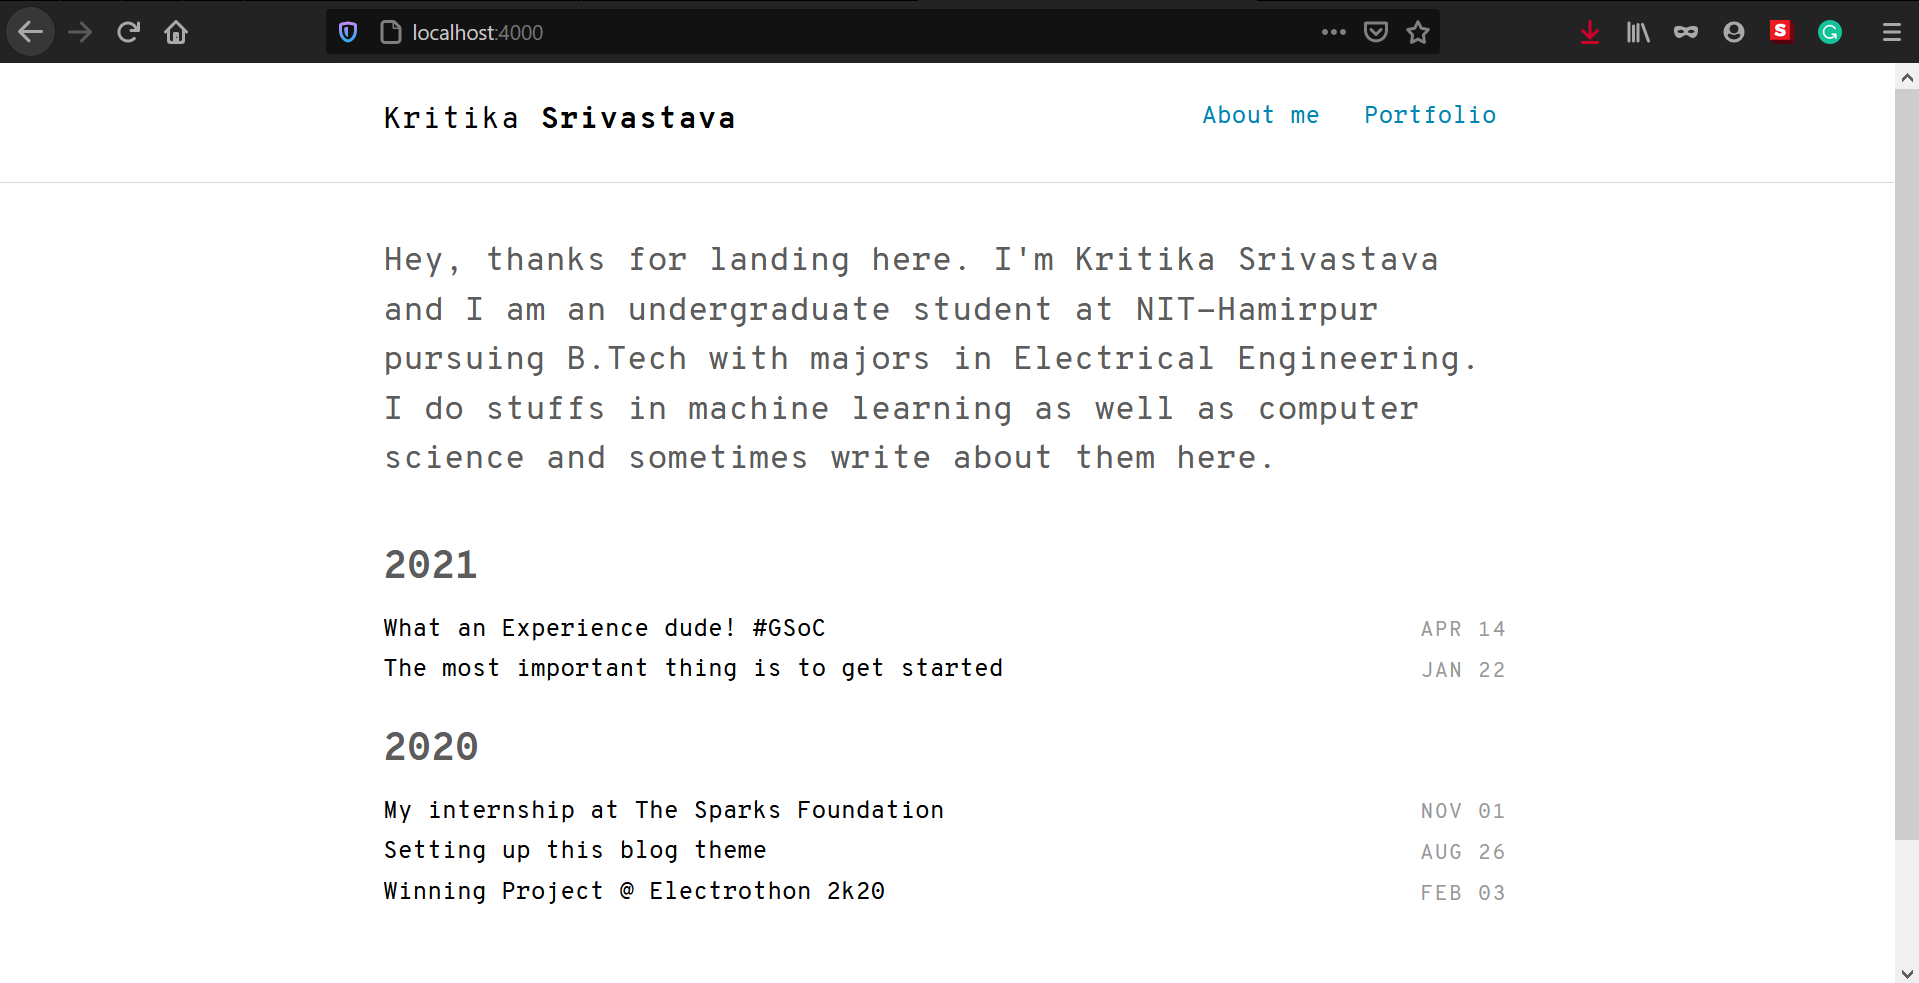 localhost:4000
S
G
Kritika Srivastava
About me Portfolio
Hey, thanks for landing here. I'm Kritika Srivastava
and I am an undergraduate student at NIT-Hamirpur
pursuing B.Tech with majors in Electrical Engineering.
I do stuffs in machine learning as well as computer
science and sometimes write about them here.
2021
What an Experience dude! #GSoC APR 14
The most important thing is to get started JAN 22
2020
My internship at The Sparks Foundation NOV 01
Setting up this blog theme AUG 26
Winning Project @ Electrothon 2k20 FEB 03